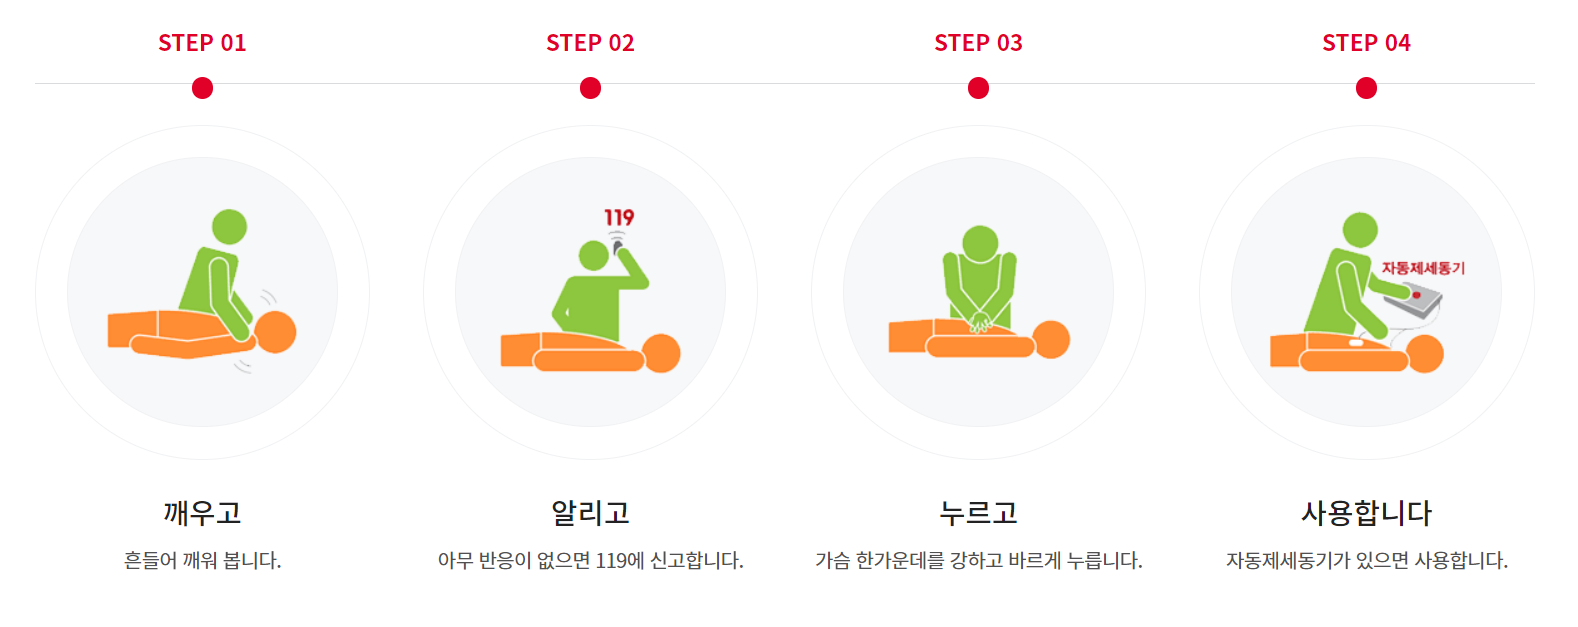 STEP 01
STEP 02
STEP 03
STEP 04
119
자동제세동기
깨우고
알리고
누르고
사용합니다
흔들어 깨워 봅니다.
아무 반응이 없으면 119에 신고합니다.
가슴 한가운데를 강하고 바르게 누릅니다.
자동제세동기가 있으면 사용합니다.